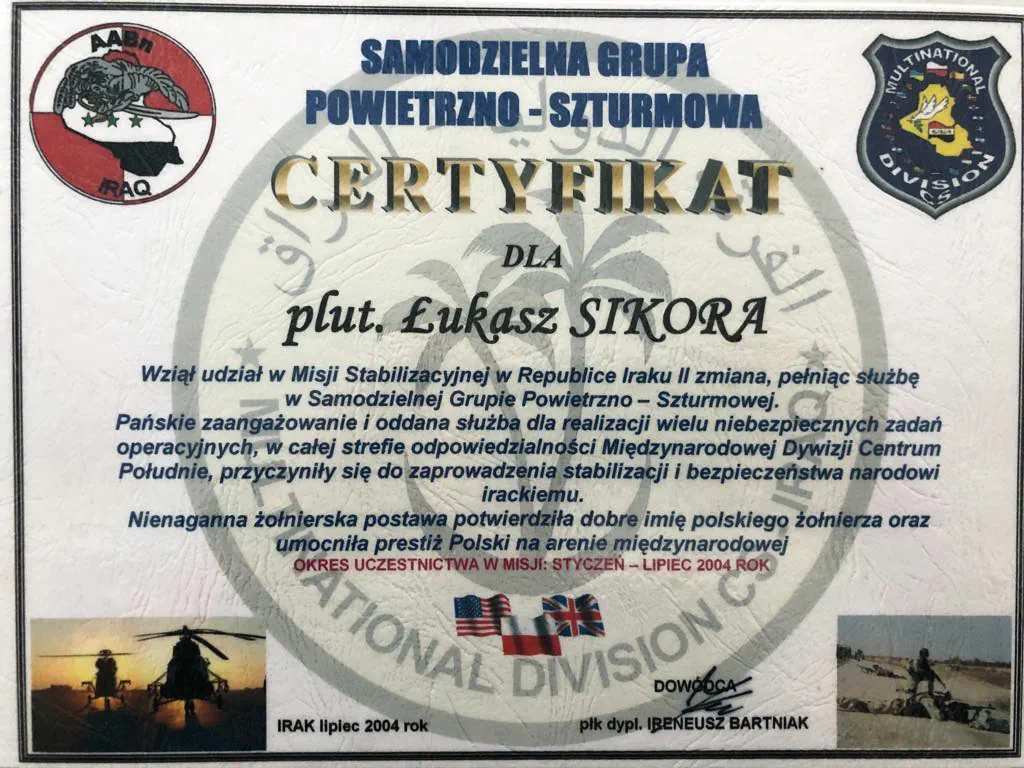 AABn
IRAQ
SAMODZIELNA GRUPA
POWIETRZNO - SZTURMOWA
MULTINATIONAL
DIVISION
CS
CERTYFIKAT
DLA
plut. Łukasz SIKORA
Wziął udział w Misji Stabilizacyjnej w Republice Iraku II zmiana, pełniąc służbę
w Samodzielnej Grupie Powietrzno – Szturmowej.
Pańskie zaangażowanie i oddana służba dla realizacji wielu niebezpiecznych zadań
operacyjnych, w całej strefie odpowiedzialności Międzynarodowej Dywizji Centrum
Południe, przyczyniły się do zaprowadzenia stabilizacji i bezpieczeństwa narodowi
irackiemu.
Nienaganna żołnierska postawa potwierdziła dobre imię polskiego żołnierza oraz
umocniła prestiż Polski na arenie międzynarodowej
OKRES UCZESTNICTWA W MISJI: STYCZEŃ – LIPIEC 2004 ROK
MULTINATIONAL DIVISION CS IRAQ
DOWÓDCA
IRAK lipiec 2004 rok
płk dypl. IRENEUSZ BARTNIAK